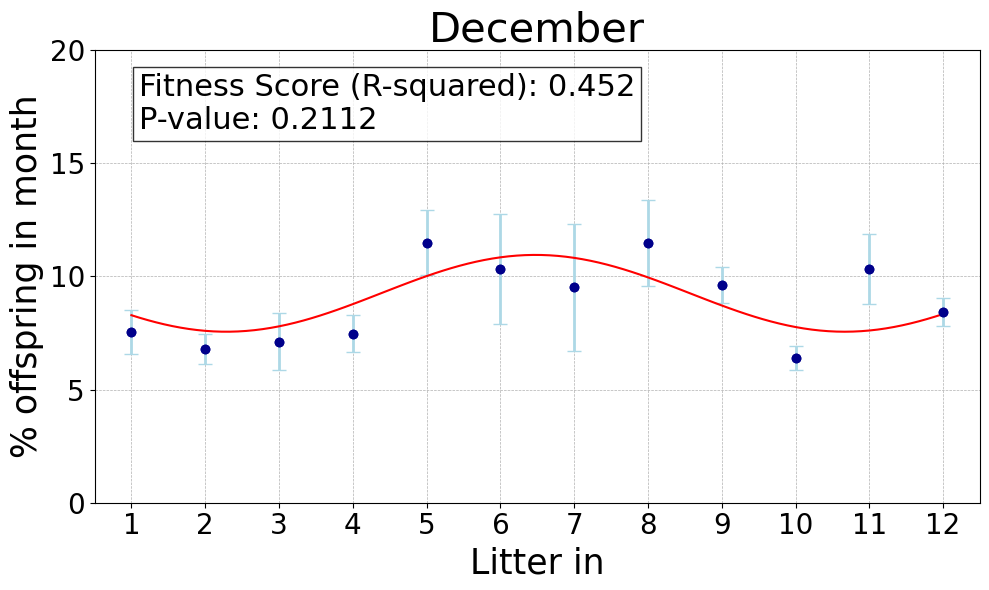 December
Fitness Score (R-squared): 0.452
P-value: 0.2112
% offspring in month
20
15
10
5
0
1 2 3 4 5 6 7 8 9 10 11 12
Litter in